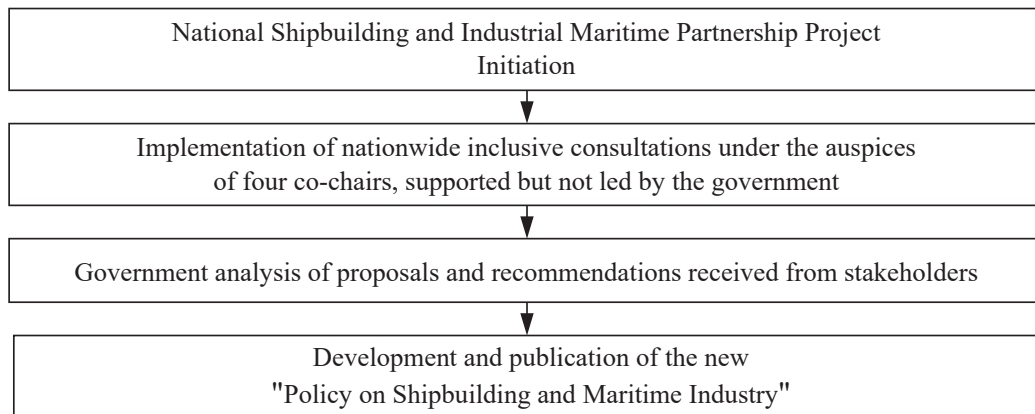 National Shipbuilding and Industrial Maritime Partnership Project
Initiation
Implementation of nationwide inclusive consultations under the auspices
of four co-chairs, supported but not led by the government
Government analysis of proposals and recommendations received from stakeholders
Development and publication of the new
"Policy on Shipbuilding and Maritime Industry"